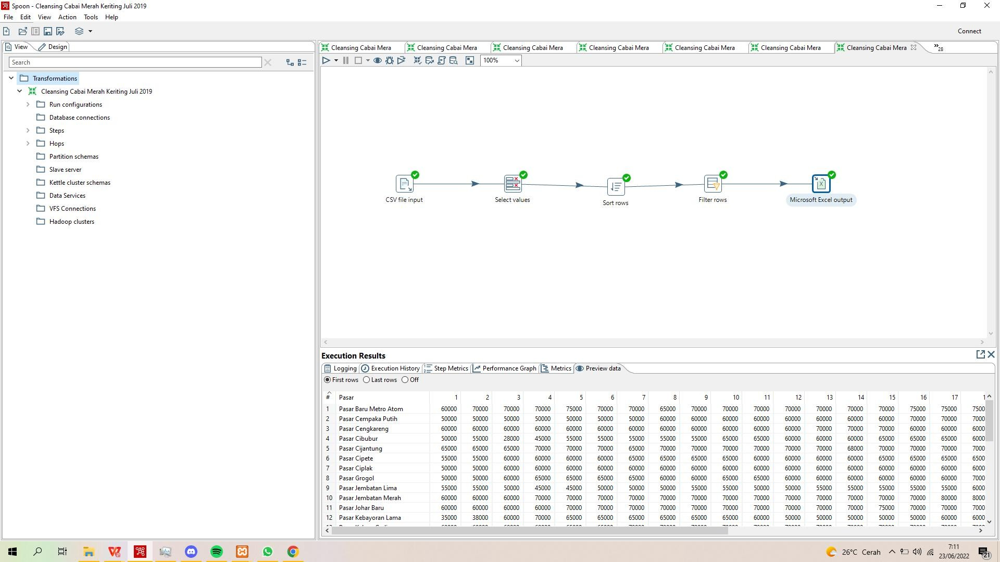 Spoon - Cleansing Cabai Merah Keriting Juli 2019
File Edit View Action Tools Help
Connect
View Design
Search
Transformations
Cleansing Cabai Merah Keriting Juli 2019
Run configurations
Database connections
Steps
Hops
Partition schemas
Slave server
Kettle cluster schemas
Data Services
VFS Connections
Hadoop clusters
Cleansing Cabai Mera Cleansing Cabai Mera Cleansing Cabai Mera Cleansing Cabai Mera Cleansing Cabai Mera Cleansing Cabai Mera Cleansing Cabai Mera »28
100%
CSV file input
Select values
Sort rows
Filter rows
Microsoft Excel output
Execution Results
Logging Execution History Step Metrics Performance Graph Metrics Preview data
First rows Last rows Off
# Pasar 1 2 3 4 5 6 7 8 9 10 11 12 13 14 15 16 17 1
1 Pasar Baru Metro Atom 60000 70000 70000 70000 75000 70000 70000 65000 70000 70000 70000 70000 70000 70000 70000 75000 75000 7500
2 Pasar Cempaka Putih 50000 50000 50000 50000 50000 50000 50000 60000 60000 60000 60000 60000 60000 60000 60000 70000 70000 7000
3 Pasar Cengkareng 60000 60000 60000 60000 60000 60000 60000 60000 60000 60000 60000 60000 70000 70000 70000 60000 60000 6000
4 Pasar Cibubur 50000 55000 28000 45000 55000 55000 55000 55000 55000 65000 65000 60000 60000 60000 65000 65000 65000 6000
5 Pasar Cijantung 65000 65000 65000 70000 70000 70000 65000 70000 70000 70000 70000 70000 70000 68000 70000 70000 70000 7000
6 Pasar Cipete 55000 55000 60000 60000 60000 60000 65000 65000 65000 65000 60000 60000 60000 60000 65000 65000 65000 6500
7 Pasar Ciplak 50000 50000 60000 60000 60000 60000 60000 60000 60000 60000 60000 60000 60000 60000 60000 60000 60000 6000
8 Pasar Grogol 50000 50000 60000 65000 65000 65000 65000 60000 60000 65000 65000 60000 60000 60000 60000 60000 60000 7000
9 Pasar Jembatan Lima 55000 55000 50000 45000 45000 50000 50000 50000 55000 55000 50000 50000 55000 55000 55000 55000 55000 6000
10 Pasar Jembatan Merah 60000 60000 60000 70000 70000 70000 70000 70000 70000 70000 70000 70000 70000 70000 70000 70000 80000 8000
11 Pasar Johar Baru 60000 60000 60000 60000 70000 70000 70000 70000 70000 70000 70000 70000 70000 70000 75000 70000 70000 7000
12 Pasar Kebayoran Lama 35000 38000 60000 70000 65000 65000 65000 65000 65000 65000 60000 50000 50000 50000 50000 50000 60000 6000
26°C Cerah
7:11
23/06/2022
21